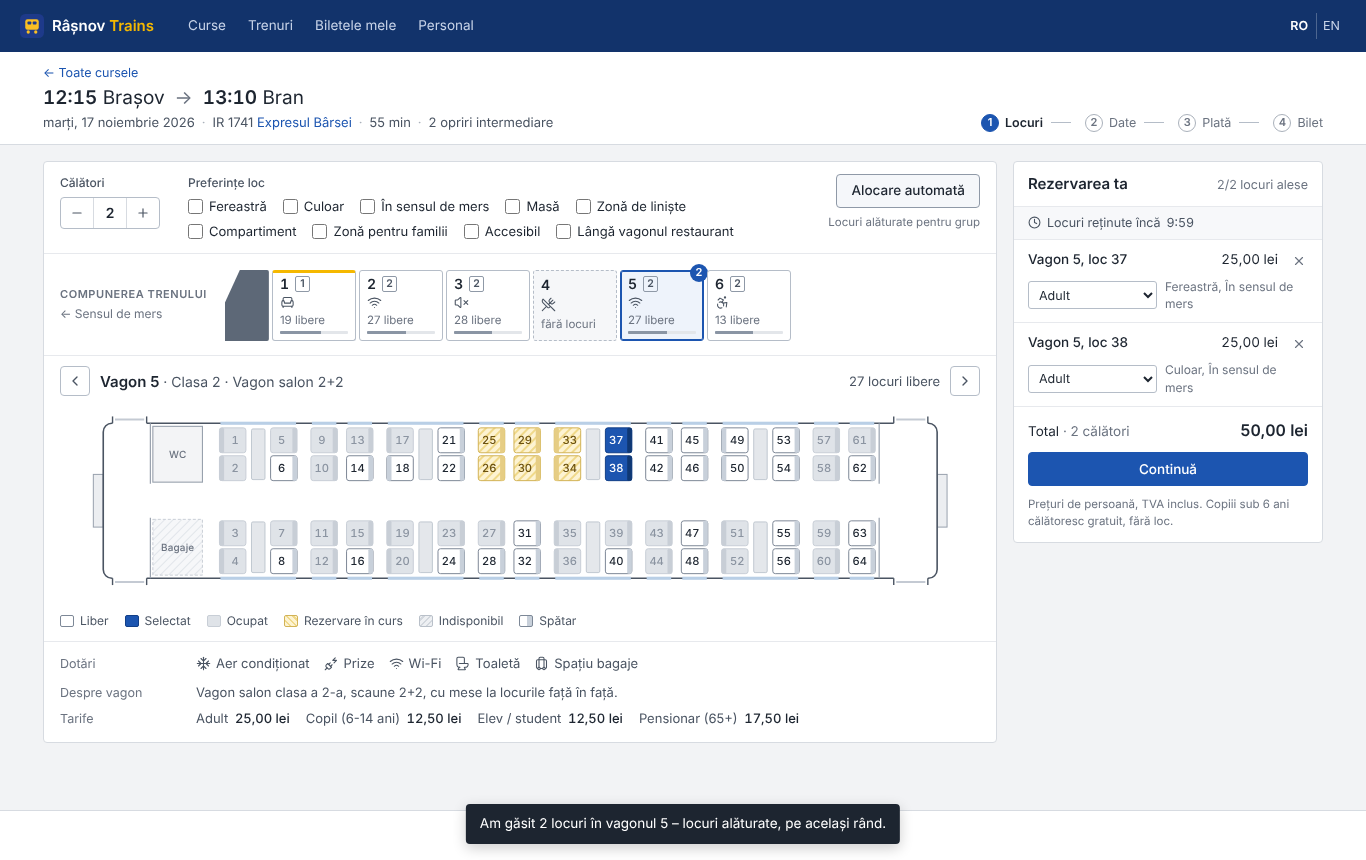 Râșnov Trains
Curse
Trenuri
Biletele mele
Personal
RO
EN
← Toate cursele
12:15 Brașov → 13:10 Bran
marți, 17 noiembrie 2026 · IR 1741 Expresul Bârsei · 55 min · 2 opriri intermediare
1 Locuri
2 Date
3 Plată
4 Bilet
Călători
− 2 +
Preferințe loc
Fereastră
Culoar
În sensul de mers
Masă
Zonă de liniște
Compartiment
Zonă pentru familii
Accesibil
Lângă vagonul restaurant
Alocare automată
Locuri alăturate pentru grup
COMPUNEREA TRENULUI
← Sensul de mers
1 1
19 libere
2 2
27 libere
3 2
28 libere
4
fără locuri
5 2
27 libere
2
6 2
13 libere
Vagon 5 · Clasa 2 · Vagon salon 2+2
27 locuri libere
WC
1 5 9 13 17 21 25 29 33 37 41 45 49 53 57 61
2 6 10 14 18 22 26 30 34 38 42 46 50 54 58 62
Bagaje
3 7 11 15 19 23 27 31 35 39 43 47 51 55 59 63
4 8 12 16 20 24 28 32 36 40 44 48 52 56 60 64
Liber
Selectat
Ocupat
Rezervare în curs
Indisponibil
Spătar
Dotări
Aer condiționat
Prize
Wi-Fi
Toaletă
Spațiu bagaje
Despre vagon
Vagon salon clasa a 2-a, scaune 2+2, cu mese la locurile față în față.
Tarife
Adult 25,00 lei
Copil (6-14 ani) 12,50 lei
Elev / student 12,50 lei
Pensionar (65+) 17,50 lei
Rezervarea ta
2/2 locuri alese
Locuri reținute încă 9:59
Vagon 5, loc 37
25,00 lei ×
Adult
Fereastră, În sensul de
mers
Vagon 5, loc 38
25,00 lei ×
Adult
Culoar, În sensul de
mers
Total · 2 călători
50,00 lei
Continuă
Prețuri de persoană, TVA inclus. Copiii sub 6 ani
călătoresc gratuit, fără loc.
Am găsit 2 locuri în vagonul 5 – locuri alăturate, pe același rând.